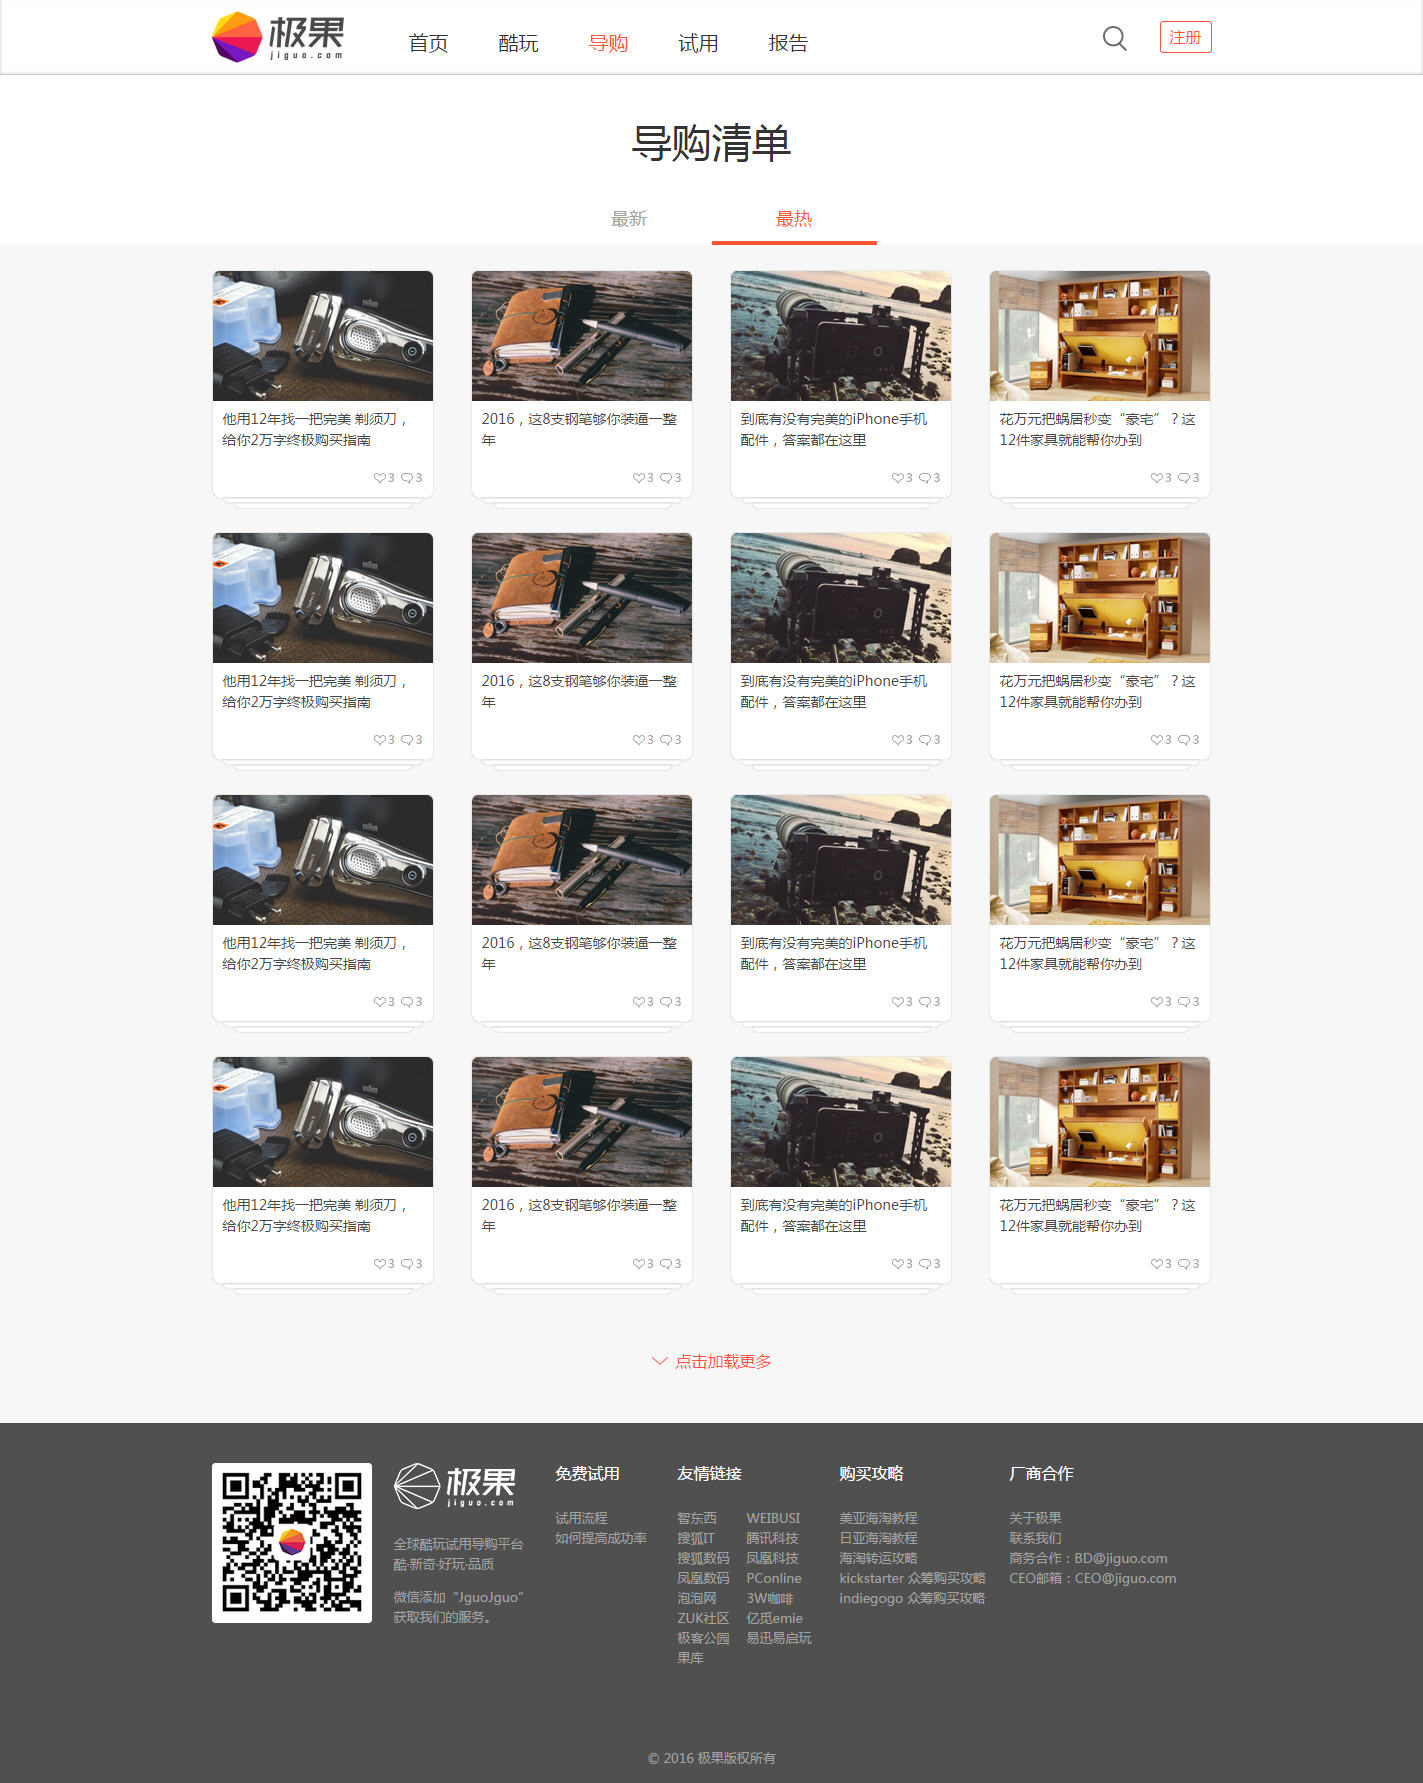 极果
jiguo.com
首页 酷玩 导购 试用 报告
注册
导购清单
最新 最热
他用12年找一把完美 剃须刀，
给你2万字终极购买指南
3 3
2016，这8支钢笔够你装逼一整
年
3 3
到底有没有完美的iPhone手机
配件，答案都在这里
3 3
花万元把蜗居秒变“豪宅”？这
12件家具就能帮你办到
3 3
他用12年找一把完美 剃须刀，
给你2万字终极购买指南
3 3
2016，这8支钢笔够你装逼一整
年
3 3
到底有没有完美的iPhone手机
配件，答案都在这里
3 3
花万元把蜗居秒变“豪宅”？这
12件家具就能帮你办到
3 3
他用12年找一把完美 剃须刀，
给你2万字终极购买指南
3 3
2016，这8支钢笔够你装逼一整
年
3 3
到底有没有完美的iPhone手机
配件，答案都在这里
3 3
花万元把蜗居秒变“豪宅”？这
12件家具就能帮你办到
3 3
他用12年找一把完美 剃须刀，
给你2万字终极购买指南
3 3
2016，这8支钢笔够你装逼一整
年
3 3
到底有没有完美的iPhone手机
配件，答案都在这里
3 3
花万元把蜗居秒变“豪宅”？这
12件家具就能帮你办到
3 3
点击加载更多
极果
jiguo.com
全球酷玩试用导购平台
酷·新奇·好玩·品质
微信添加“JguoJguo”
获取我们的服务。
免费试用
试用流程
如何提高成功率
友情链接
智东西 WEIBUSI
搜狐IT 腾讯科技
搜狐数码 凤凰科技
凤凰数码 PConline
泡泡网 3W咖啡
ZUK社区 亿觅emie
极客公园 易迅易启玩
果库
购买攻略
美亚海淘教程
日亚海淘教程
海淘转运攻略
kickstarter 众筹购买攻略
indiegogo 众筹购买攻略
厂商合作
关于极果
联系我们
商务合作：BD@jiguo.com
CEO邮箱：CEO@jiguo.com
© 2016 极果版权所有